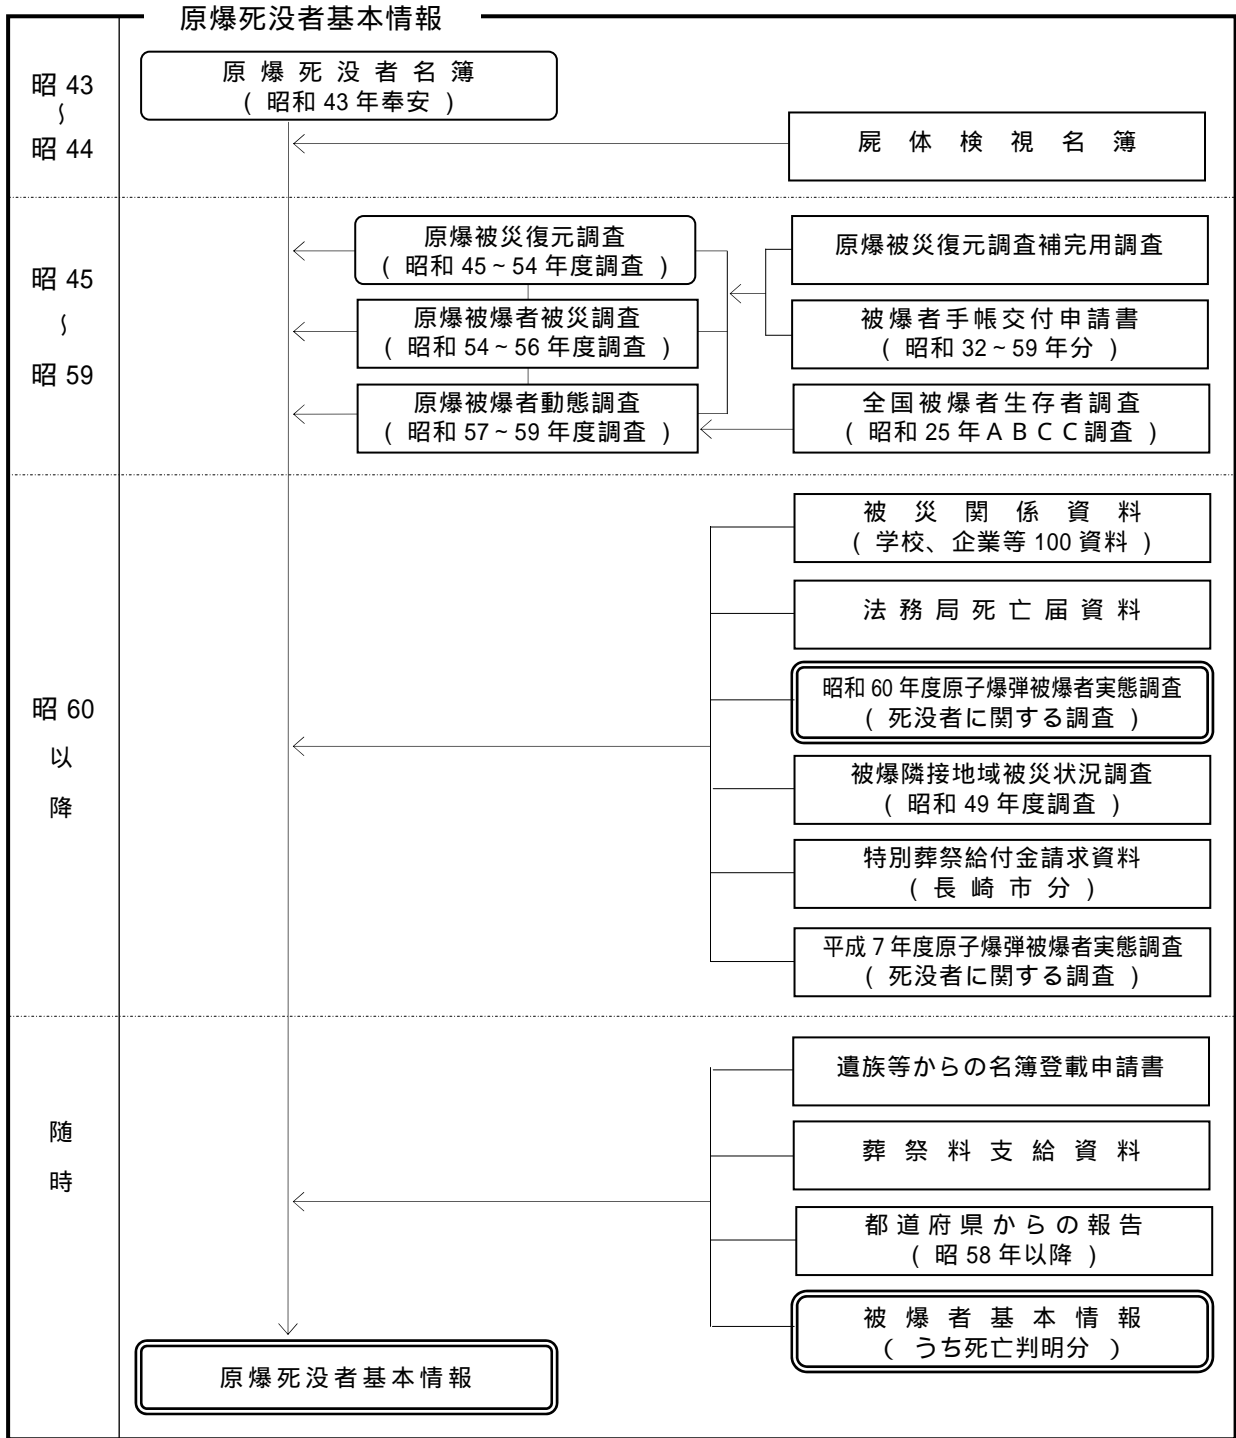 原爆死没者基本情報
昭 43
~
昭 44
原爆死没者名簿
( 昭和 43 年奉安 )
屍体検視名簿
昭 45
~
昭 59
原爆被災復元調査
( 昭和 45~54 年度調査 )
原爆被爆者被災調査
( 昭和 54~56 年度調査 )
原爆被爆者動態調査
( 昭和 57~59 年度調査 )
原爆被災復元調査補完用調査
被爆者手帳交付申請書
( 昭和 32~59 年分 )
全国被爆者生存者調査
( 昭和 25 年ABCC調査 )
昭 60
以
降
被災関係資料
( 学校、企業等 100 資料 )
法務局死亡届資料
昭和 60 年度原子爆弾被爆者実態調査
( 死没者に関する調査 )
被爆隣接地域被災状況調査
( 昭和 49 年度調査 )
特別葬祭給付金請求資料
( 長崎市分 )
平成7年度原子爆弾被爆者実態調査
( 死没者に関する調査 )
随
時
遺族等からの名簿登載申請書
葬祭料支給資料
都道府県からの報告
( 昭 58 年以降 )
被爆者基本情報
( うち死亡判明分 )
原爆死没者基本情報